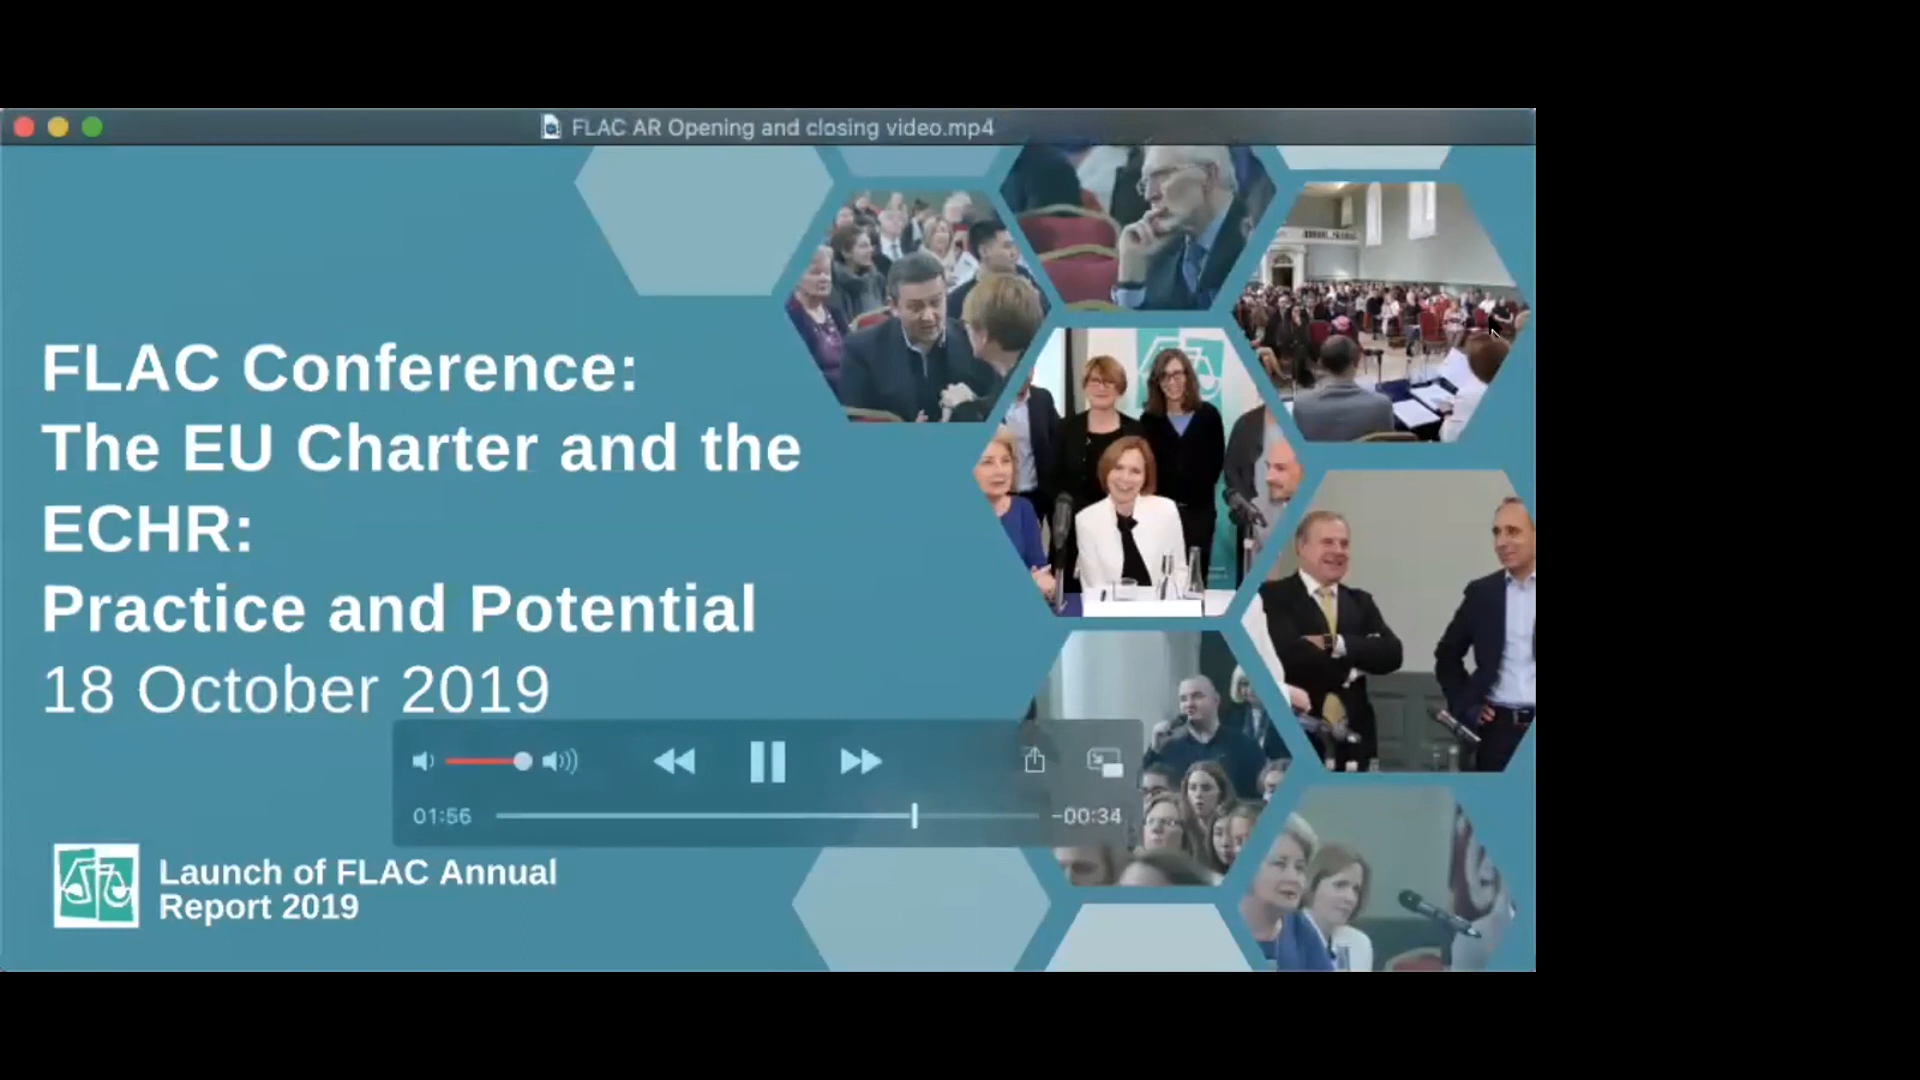 FLAC AR Opening and closing video.mp4
FLAC Conference:
The EU Charter and the
ECHR:
Practice and Potential
18 October 2019
01:56
-00:34
Launch of FLAC Annual
Report 2019